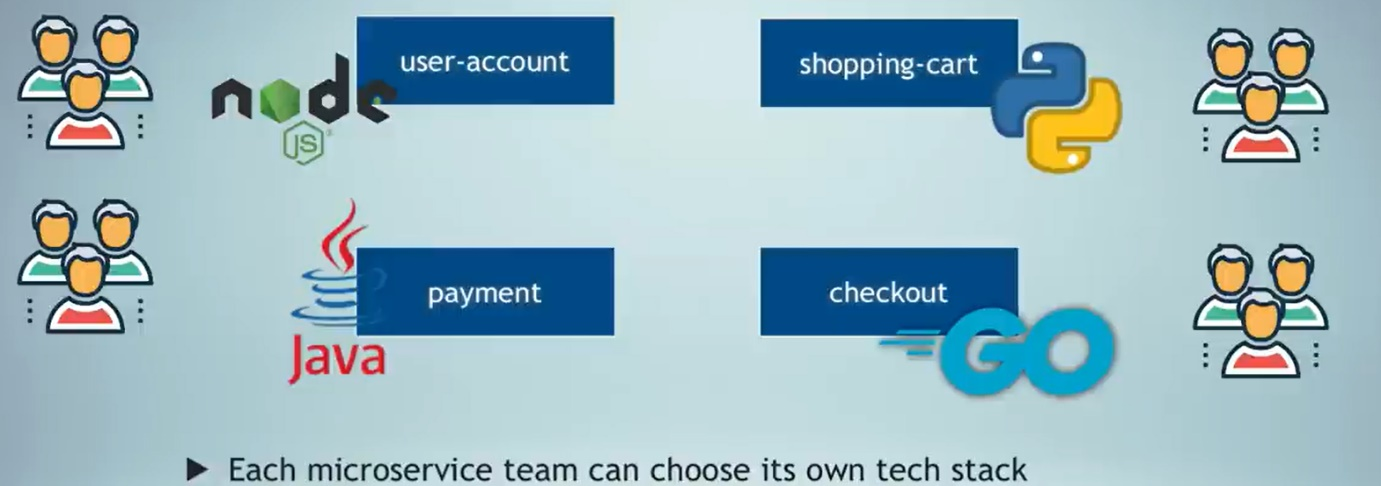 user-account
shopping-cart
node
JS
payment
checkout
Java
GO
► Each microservice team can choose its own tech stack